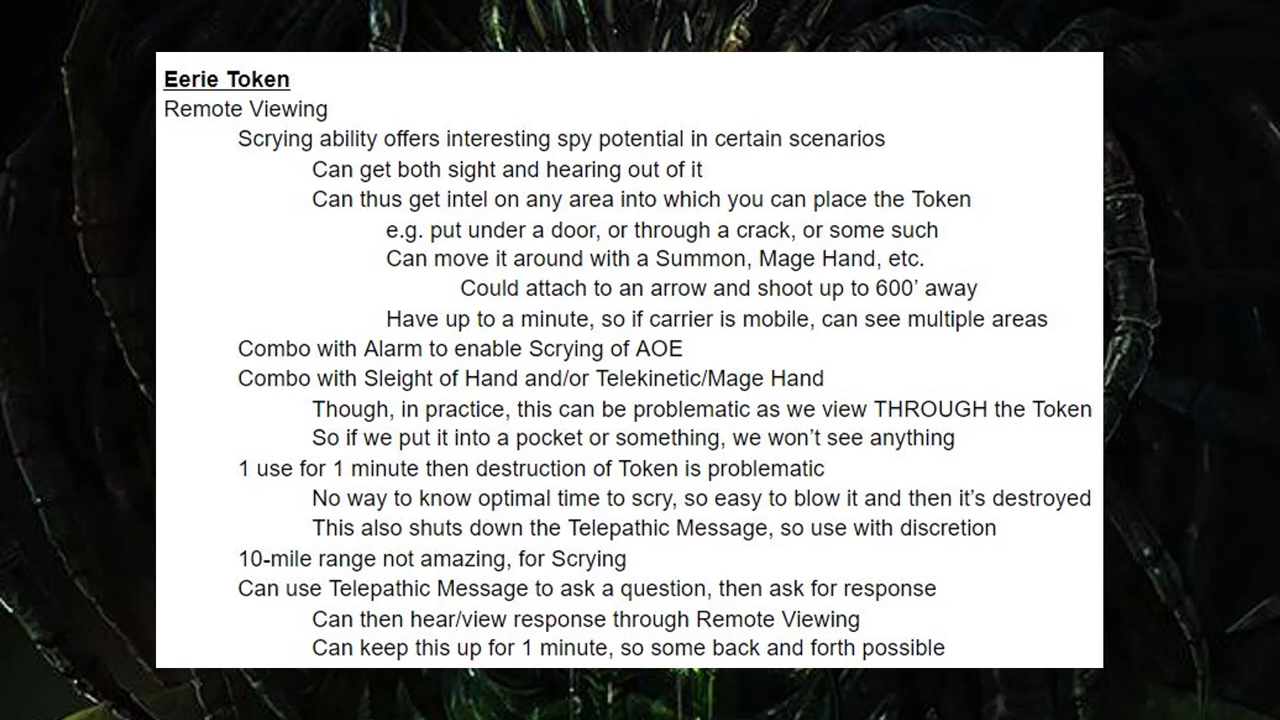 Eerie Token
Remote Viewing
Scrying ability offers interesting spy potential in certain scenarios
Can get both sight and hearing out of it
Can thus get intel on any area into which you can place the Token
e.g. put under a door, or through a crack, or some such
Can move it around with a Summon, Mage Hand, etc.
Could attach to an arrow and shoot up to 600’ away
Have up to a minute, so if carrier is mobile, can see multiple areas
Combo with Alarm to enable Scrying of AOE
Combo with Sleight of Hand and/or Telekinetic/Mage Hand
Though, in practice, this can be problematic as we view THROUGH the Token
So if we put it into a pocket or something, we won’t see anything
1 use for 1 minute then destruction of Token is problematic
No way to know optimal time to scry, so easy to blow it and then it’s destroyed
This also shuts down the Telepathic Message, so use with discretion
10-mile range not amazing, for Scrying
Can use Telepathic Message to ask a question, then ask for response
Can then hear/view response through Remote Viewing
Can keep this up for 1 minute, so some back and forth possible